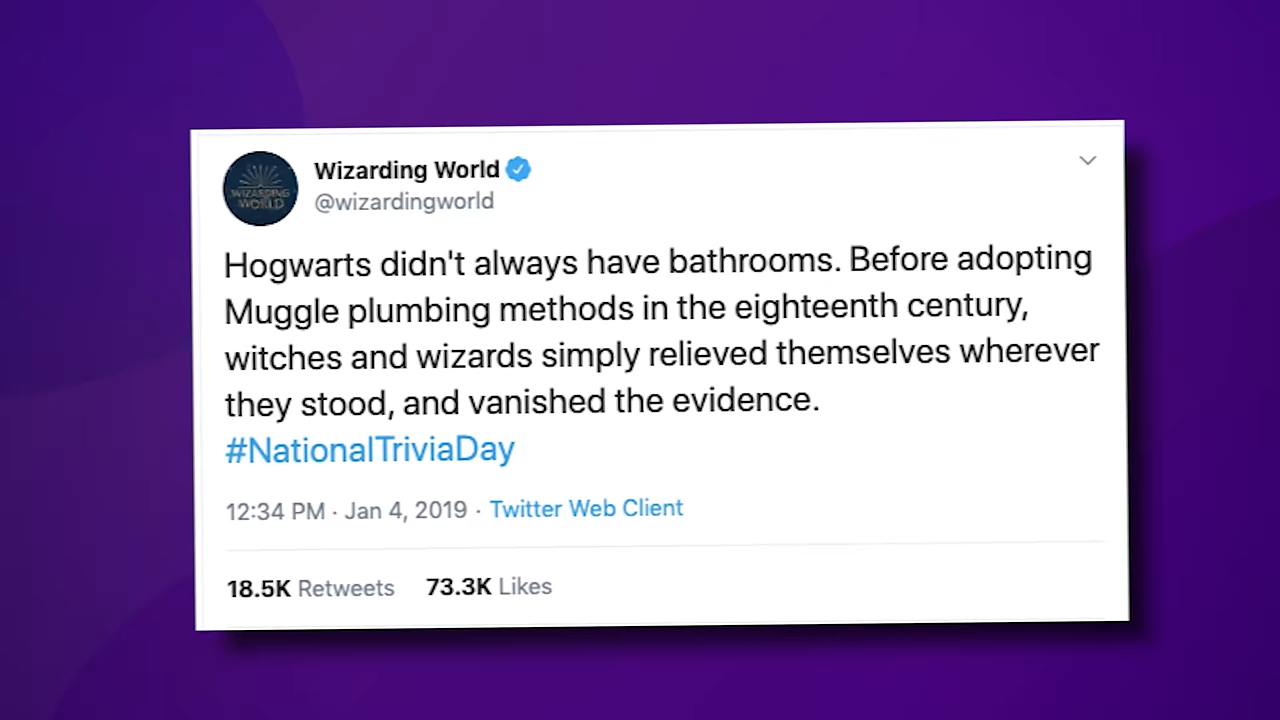 WIZARDING
WORLD
Wizarding World
@wizardingworld
Hogwarts didn't always have bathrooms. Before adopting
Muggle plumbing methods in the eighteenth century,
witches and wizards simply relieved themselves wherever
they stood, and vanished the evidence.
#NationalTriviaDay
12:34 PM · Jan 4, 2019 · Twitter Web Client
18.5K Retweets 73.3K Likes